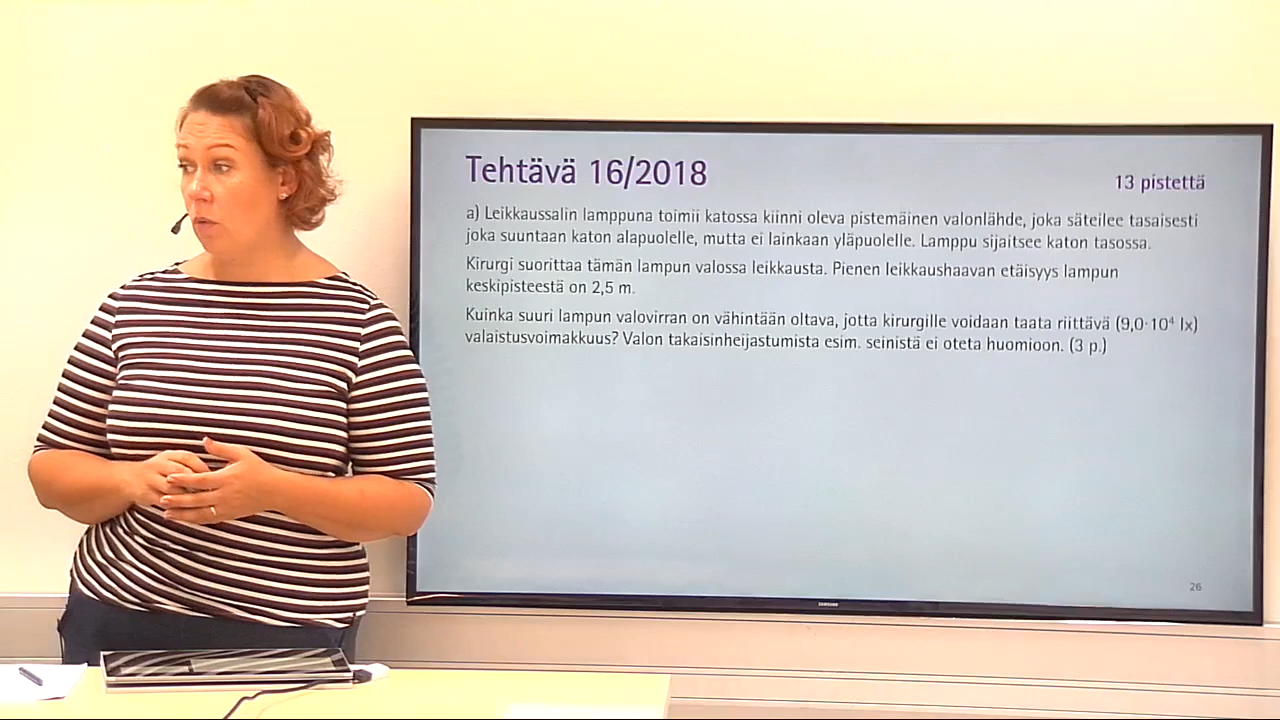 Tehtävä 16/2018
13 pistettä
a) Leikkaussalin lamppuna toimii katossa kiinni oleva pistemäinen valonlähde, joka säteilee tasaisesti
joka suuntaan katon alapuolelle, mutta ei lainkaan yläpuolelle. Lamppu sijaitsee katon tasossa.
Kirurgi suorittaa tämän lampun valossa leikkausta. Pienen leikkaushaavan etäisyys lampun
keskipisteestä on 2,5 m.
Kuinka suuri lampun valovirran on vähintään oltava, jotta kirurgille voidaan taata riittävä (9,0·10⁴ lx)
valaistusvoimakkuus? Valon takaisinheijastumista esim. seinistä ei oteta huomioon. (3 p.)
26
SAMSUNG